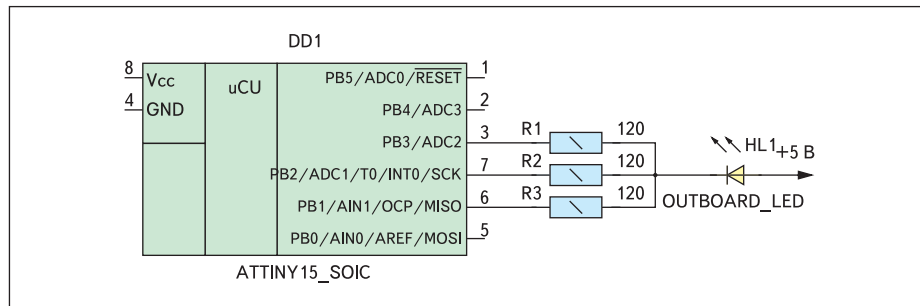 DD1
8 Vcc uCU PB5/ADC0/RESET 1
4 GND PB4/ADC3 2
PB3/ADC2 3 R1 120
PB2/ADC1/T0/INT0/SCK 7 R2 120 HL1 +5 В
PB1/AIN1/OCP/MISO 6 R3 120 OUTBOARD_LED
PB0/AIN0/AREF/MOSI 5
ATTINY15_SOIC